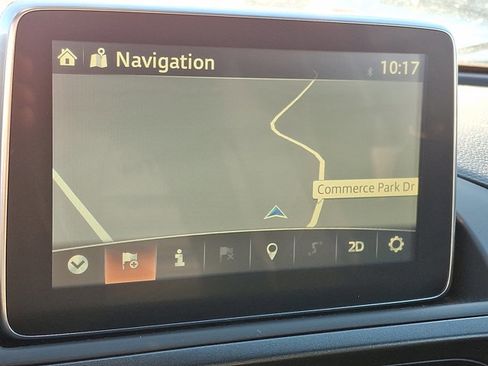 Navigation
10:17
Commerce Park Dr
2D